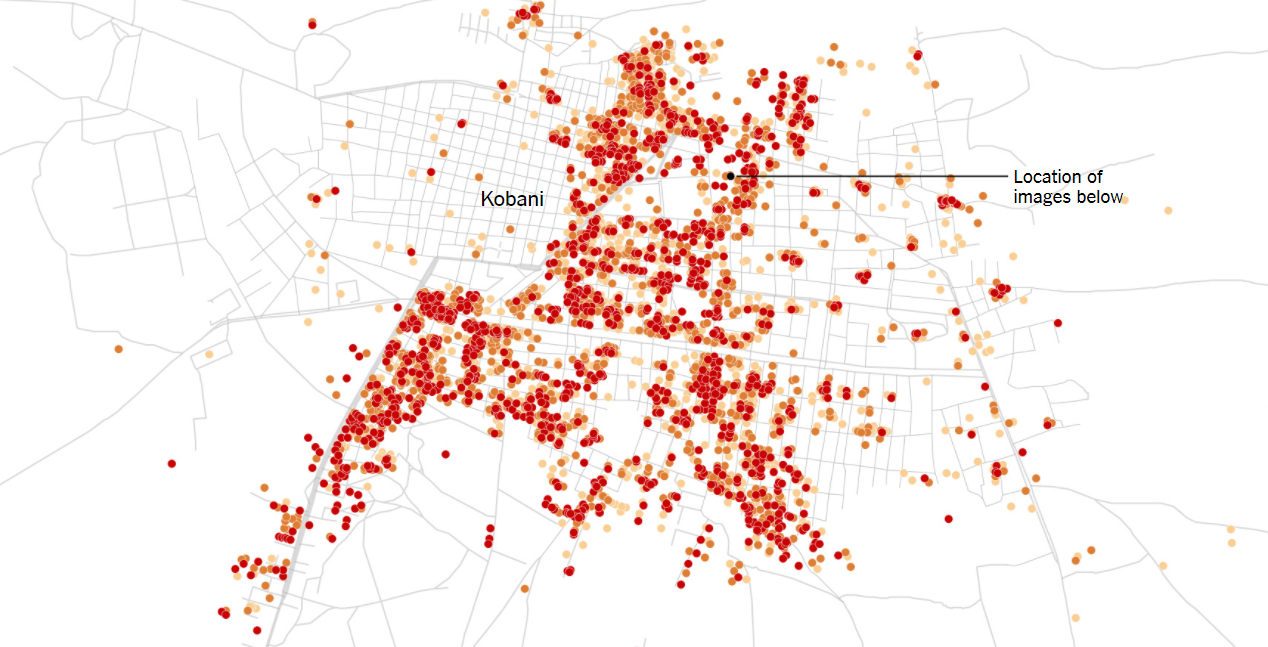 Location of
images below
Kobani